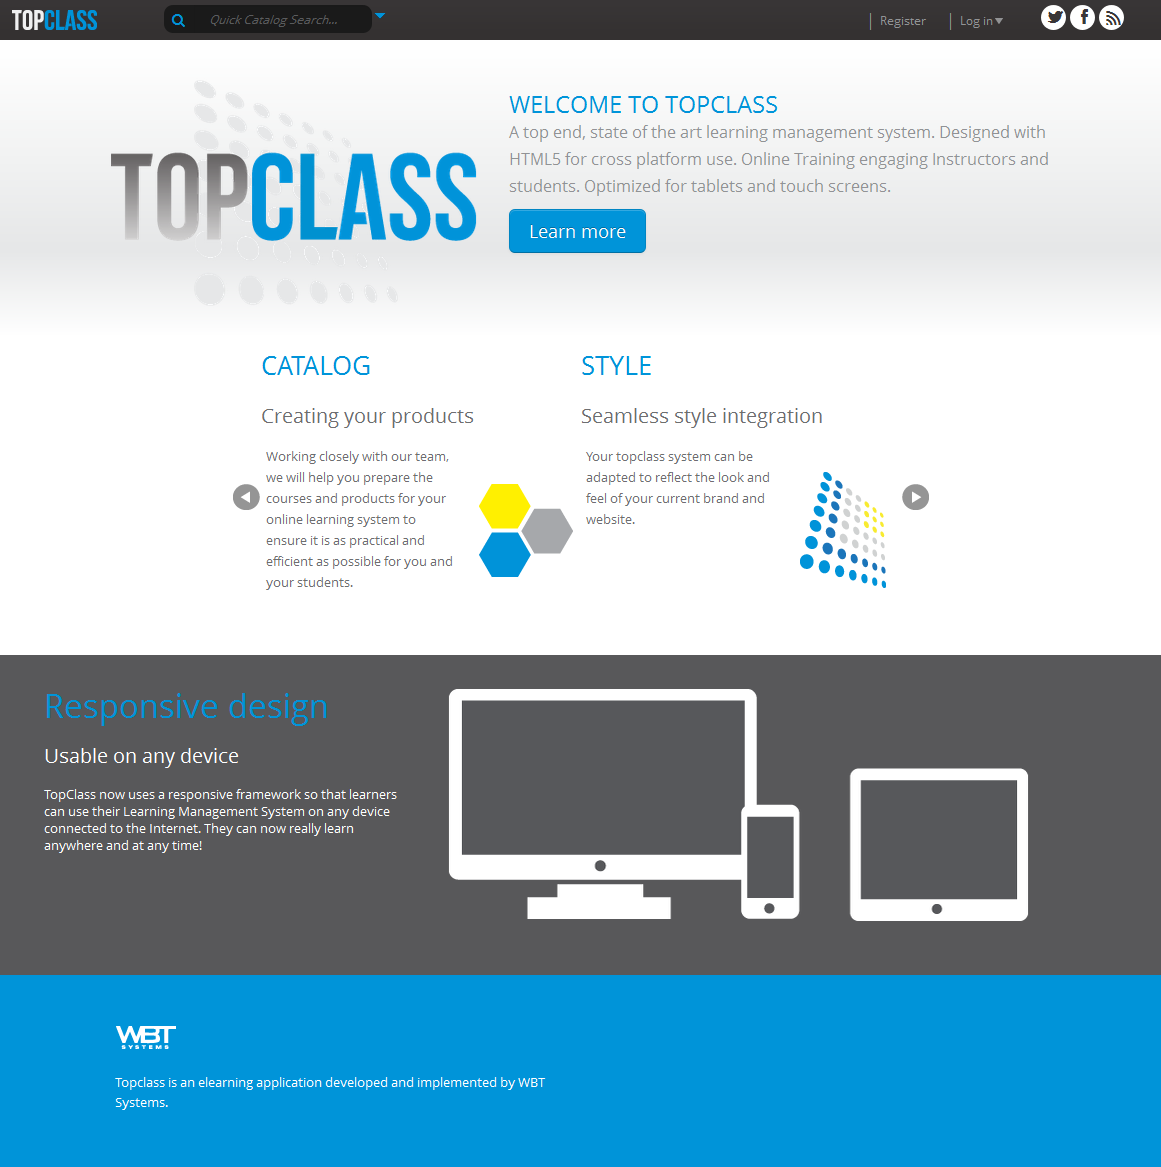 TOPCLASS
Quick Catalog Search...
Register
Log in
TOPCLASS
WELCOME TO TOPCLASS
A top end, state of the art learning management system. Designed with
HTML5 for cross platform use. Online Training engaging Instructors and
students. Optimized for tablets and touch screens.
Learn more
CATALOG
Creating your products
Working closely with our team,
we will help you prepare the
courses and products for your
online learning system to
ensure it is as practical and
efficient as possible for you and
your students.
STYLE
Seamless style integration
Your topclass system can be
adapted to reflect the look and
feel of your current brand and
website.
Responsive design
Usable on any device
TopClass now uses a responsive framework so that learners
can use their Learning Management System on any device
connected to the Internet. They can now really learn
anywhere and at any time!
WBT
SYSTEMS
Topclass is an elearning application developed and implemented by WBT
Systems.